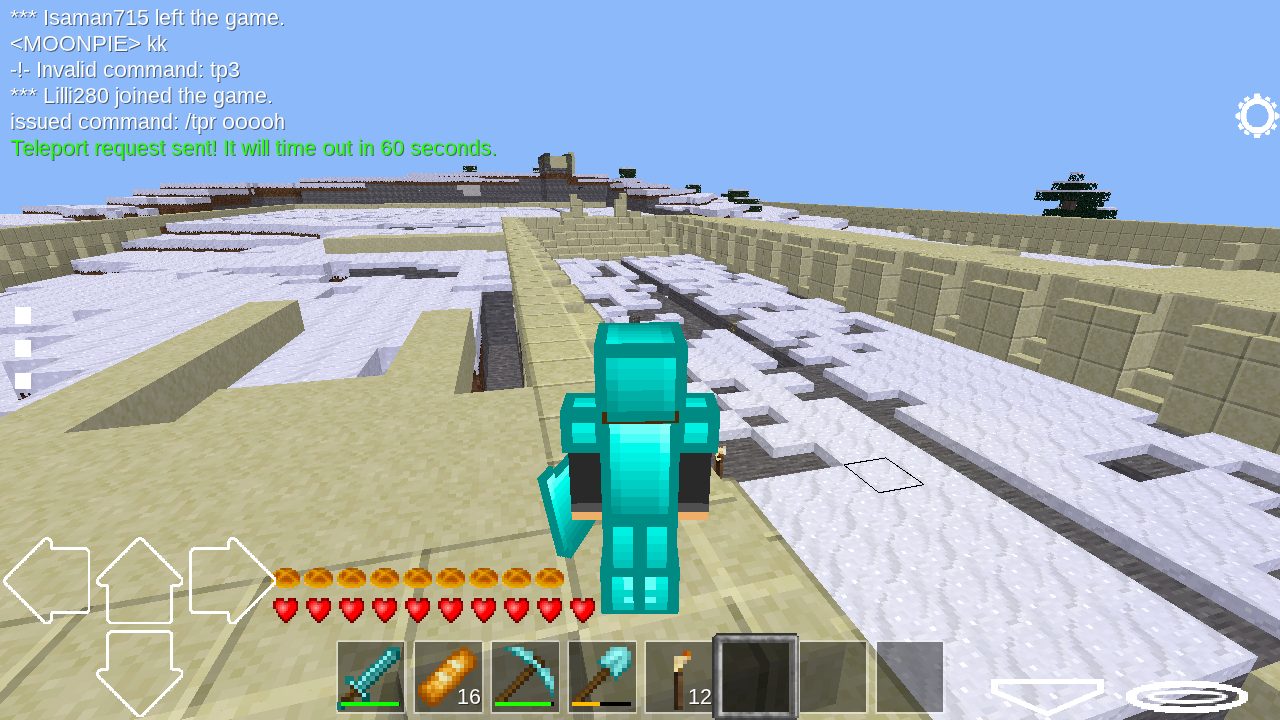 *** Isaman715 left the game.
<MOONPIE> kk
-!- Invalid command: tp3
*** Lilli280 joined the game.
issued command: /tpr ooooh
Teleport request sent! It will time out in 60 seconds.
16
12